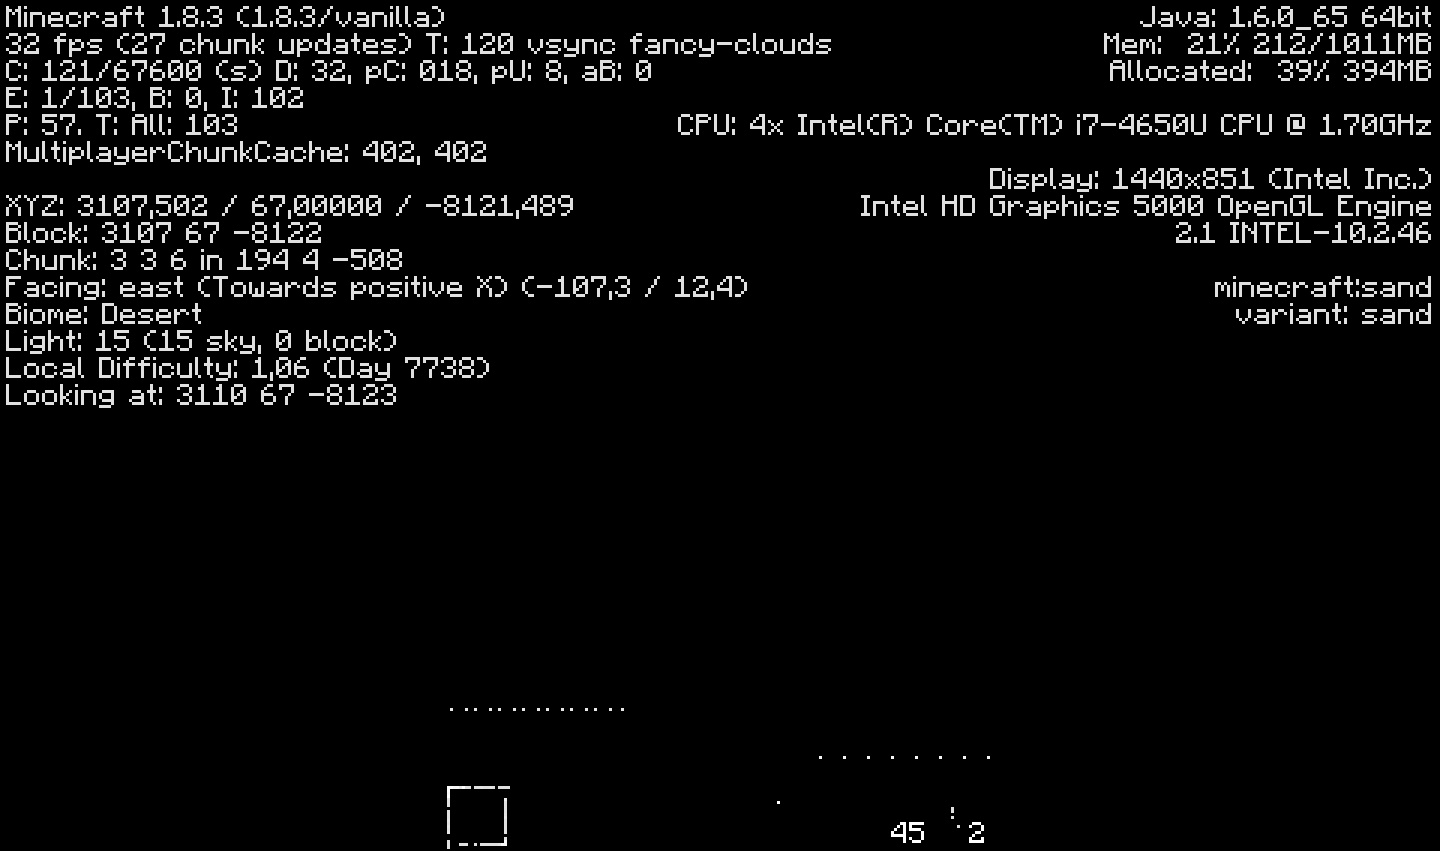 Minecraft 1.8.3 (1.8.3/vanilla)
32 fps (27 chunk updates) T: 120 vsync fancy-clouds
C: 121/67600 (s) D: 32, pC: 018, pU: 8, aB: 0
E: 1/103, B: 0, I: 102
P: 57. T: All: 103
MultiplayerChunkCache: 402, 402
XYZ: 3107,502 / 67,00000 / -8121,489
Block: 3107 67 -8122
Chunk: 3 3 6 in 194 4 -508
Facing: east (Towards positive X) (-107,3 / 12,4)
Biome: Desert
Light: 15 (15 sky, 0 block)
Local Difficulty: 1,06 (Day 7738)
Looking at: 3110 67 -8123
Java: 1.6.0_65 64bit
Mem: 21% 212/1011MB
Allocated: 39% 394MB
CPU: 4x Intel(R) Core(TM) i7-4650U CPU @ 1.70GHz
Display: 1440x851 (Intel Inc.)
Intel HD Graphics 5000 OpenGL Engine
2.1 INTEL-10.2.46
minecraft:sand
variant: sand
45 2